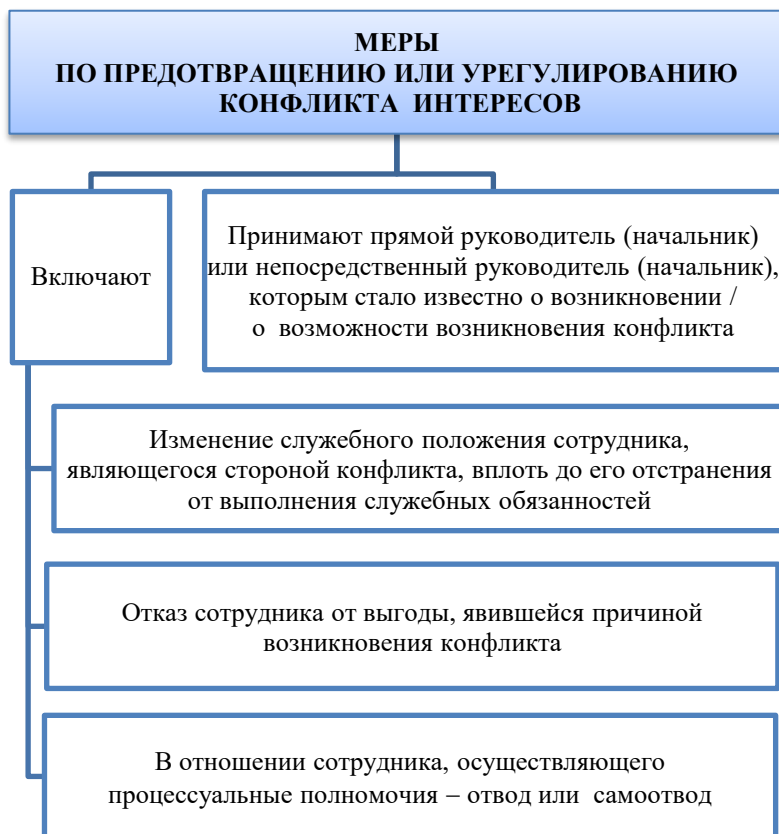 МЕРЫ
ПО ПРЕДОТВРАЩЕНИЮ ИЛИ УРЕГУЛИРОВАНИЮ
КОНФЛИКТА ИНТЕРЕСОВ
Включают
Принимают прямой руководитель (начальник)
или непосредственный руководитель (начальник),
которым стало известно о возникновении /
о возможности возникновения конфликта
Изменение служебного положения сотрудника,
являющегося стороной конфликта, вплоть до его отстранения
от выполнения служебных обязанностей
Отказ сотрудника от выгоды, явившейся причиной
возникновения конфликта
В отношении сотрудника, осуществляющего
процессуальные полномочия – отвод или самоотвод